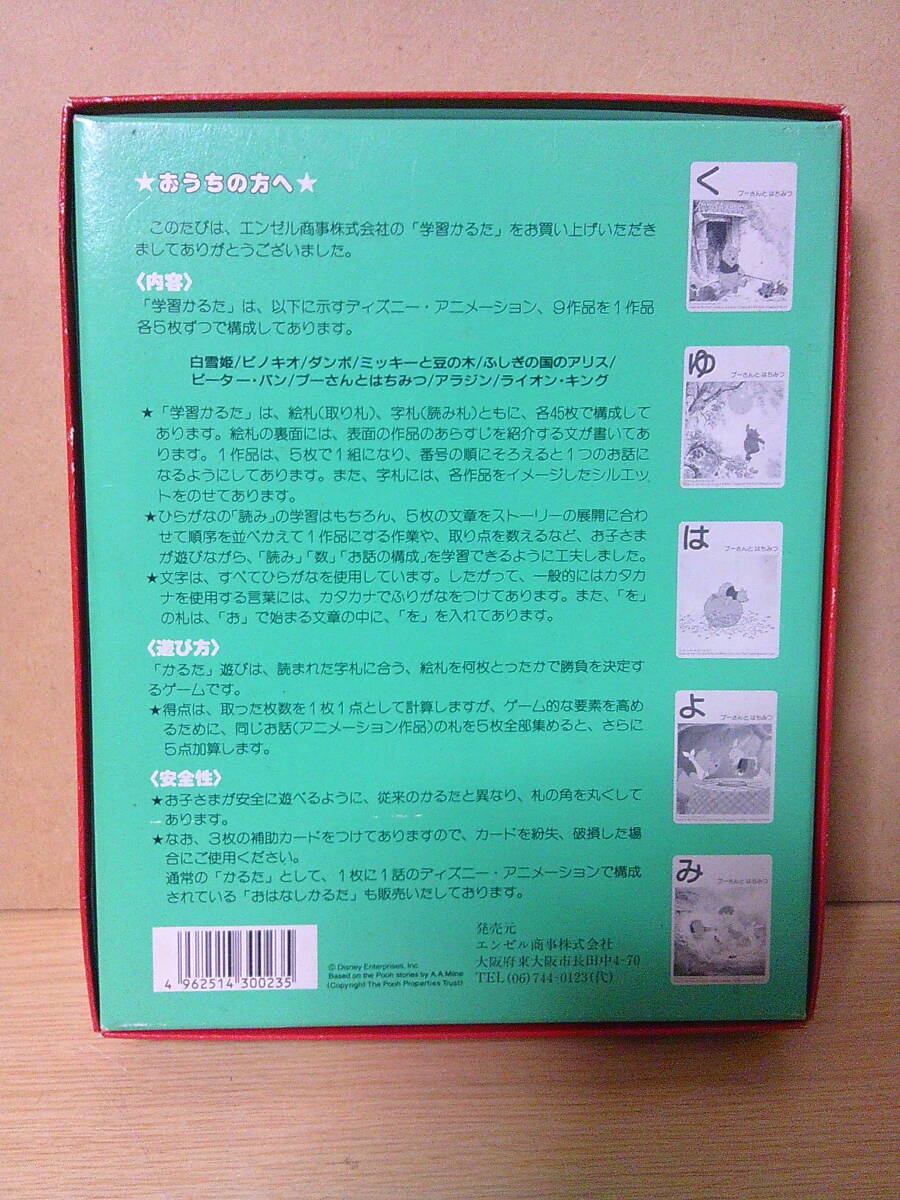 ★おうちの方へ★
このたびは、エンゼル商事株式会社の「学習かるた」をお買い上げいただき
ましてありがとうございました。
〈内容〉
「学習かるた」は、以下に示すディズニー・アニメーション、9作品を1作品
各5枚ずつで構成してあります。
白雪姫/ピノキオ/ダンボ/ミッキーと豆の木/ふしぎの国のアリス/
ピーター・パン/プーさんとはちみつ/アラジン/ライオン・キング
★「学習かるた」は、絵札(取り札)、字札(読み札)ともに、各45枚で構成して
あります。絵札の裏面には、表面の作品のあらすじを紹介する文が書いてあ
ります。1作品は、5枚で1組になり、番号の順にそろえると1つのお話に
なるようにしてあります。また、字札には、各作品をイメージしたシルエッ
トをのせてあります。
★ひらがなの「読み」の学習はもちろん、5枚の文章をストーリーの展開に合わ
せて順序を並べかえて1作品にする作業や、取り点を数えるなど、お子さま
が遊びながら、「読み」「数」「お話の構成」を学習できるように工夫しました。
★文字は、すべてひらがなを使用しています。したがって、一般的にはカタカ
ナを使用する言葉には、カタカナでふりがなをつけてあります。また、「を」
の札は、「お」で始まる文章の中に、「を」を入れてあります。
〈遊び方〉
「かるた」遊びは、読まれた字札に合う、絵札を何枚とったかで勝負を決定す
るゲームです。
★得点は、取った枚数を1枚1点として計算しますが、ゲーム的な要素を高め
るために、同じお話(アニメーション作品)の札を5枚全部集めると、さらに
5点加算します。
〈安全性〉
★お子さまが安全に遊べるように、従来のかるたと異なり、札の角を丸くして
あります。
★なお、3枚の補助カードをつけてありますので、カードを紛失、破損した場
合にご使用ください。
通常の「かるた」として、1枚に1話のディズニー・アニメーションで構成
されている「おはなしかるた」も販売いたしております。
4 962514 300235
© Disney Enterprises, Inc.
Based on the Pooh stories by A.A.Milne
(Copyright The Pooh Properties Trust)
発売元
エンゼル商事株式会社
大阪府東大阪市長田中4-70
TEL(06)744-0123(代)
く
プーさんと はちみつ
ゆ
プーさんと はちみつ
は
プーさんと はちみつ
よ
プーさんと はちみつ
み
プーさんと はちみつ